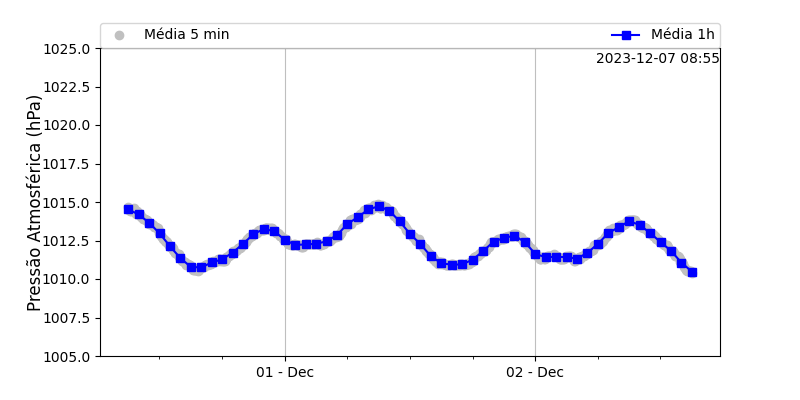 Média 5 min
Média 1h
2023-12-07 08:55
Pressão Atmosférica (hPa)
1025.0
1022.5
1020.0
1017.5
1015.0
1012.5
1010.0
1007.5
1005.0
01 - Dec
02 - Dec